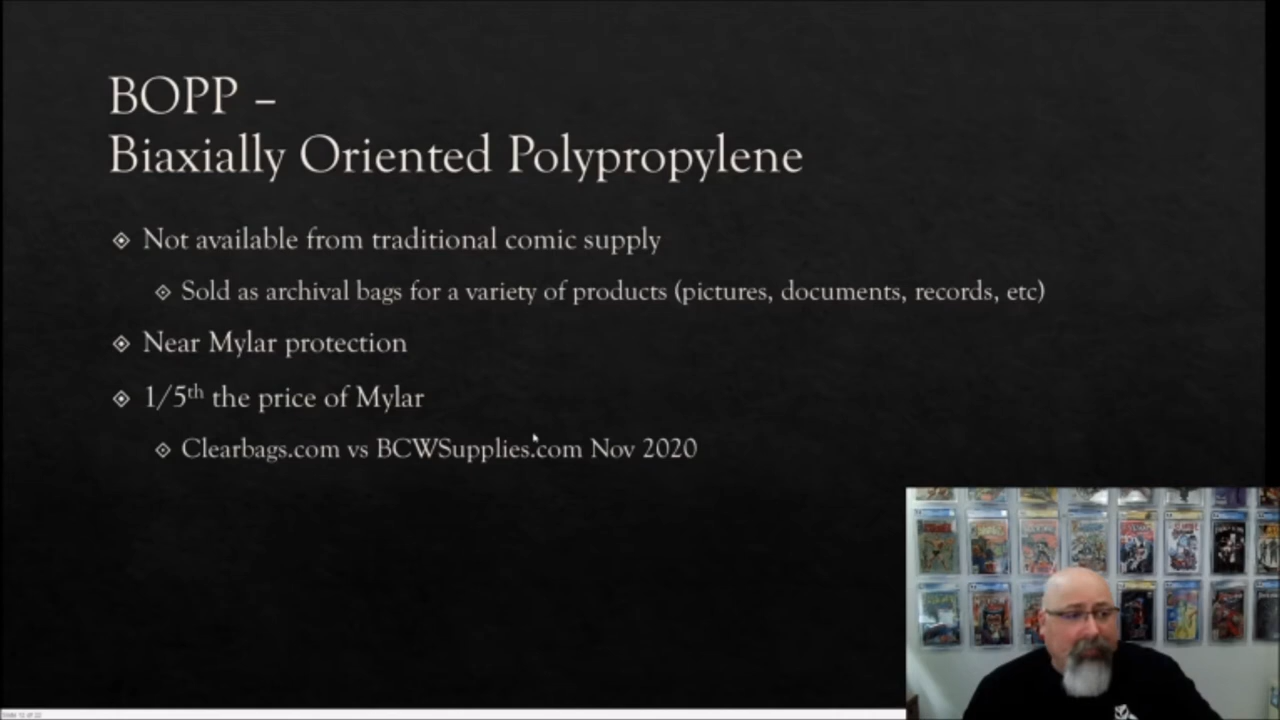 BOPP –
Biaxially Oriented Polypropylene
Not available from traditional comic supply
Sold as archival bags for a variety of products (pictures, documents, records, etc)
Near Mylar protection
1/5th the price of Mylar
Clearbags.com vs BCWSupplies.com Nov 2020